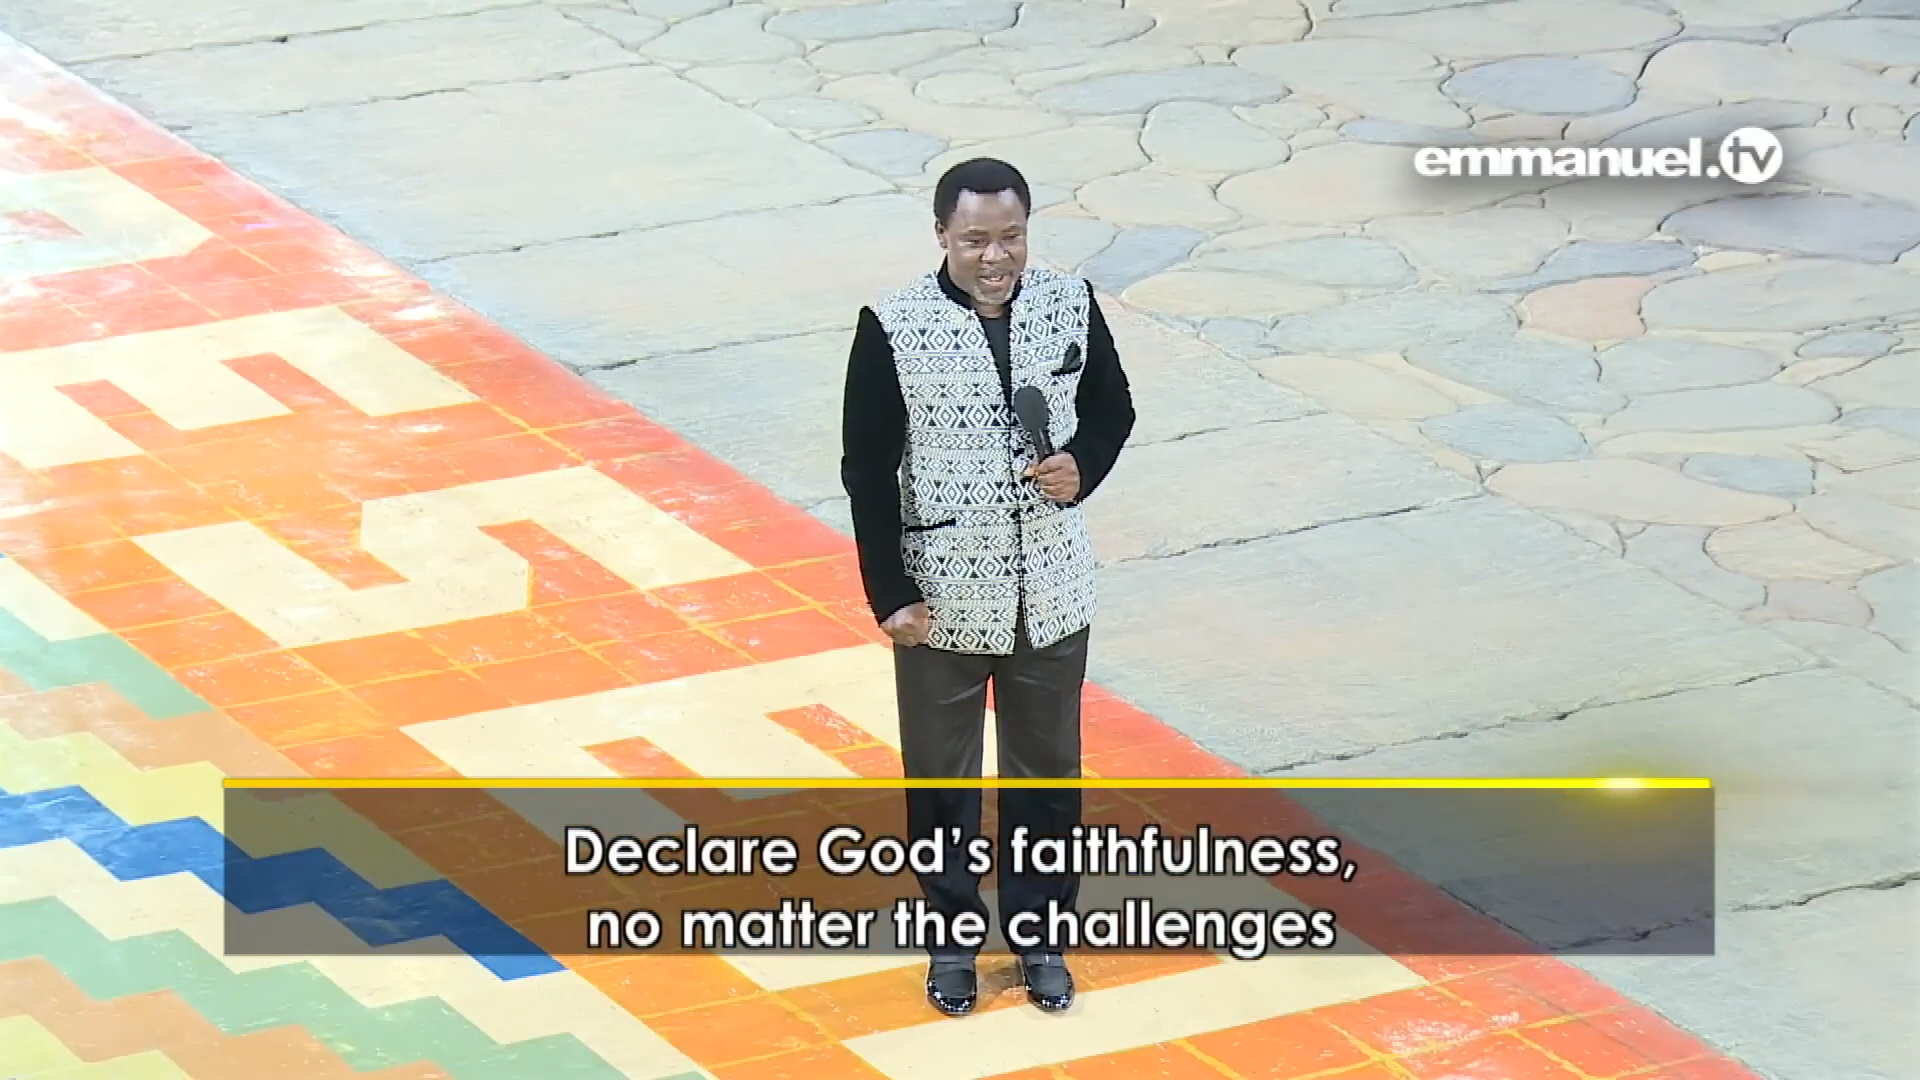 emmanuel.tv
Declare God's faithfulness,
no matter the challenges